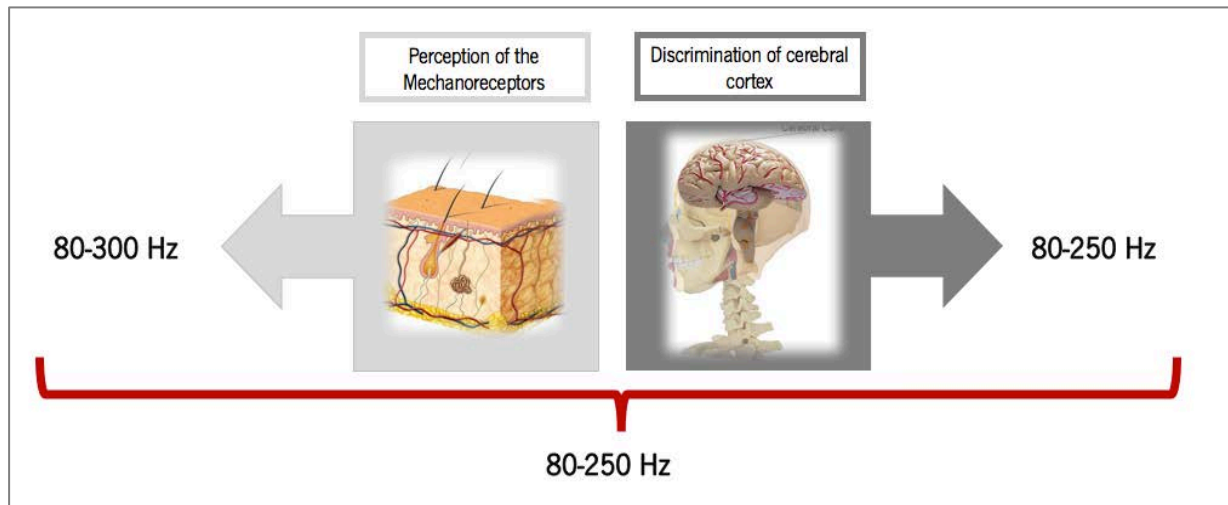 Perception of the
Mechanoreceptors
Discrimination of cerebral
cortex
80-300 Hz
80-250 Hz
80-250 Hz